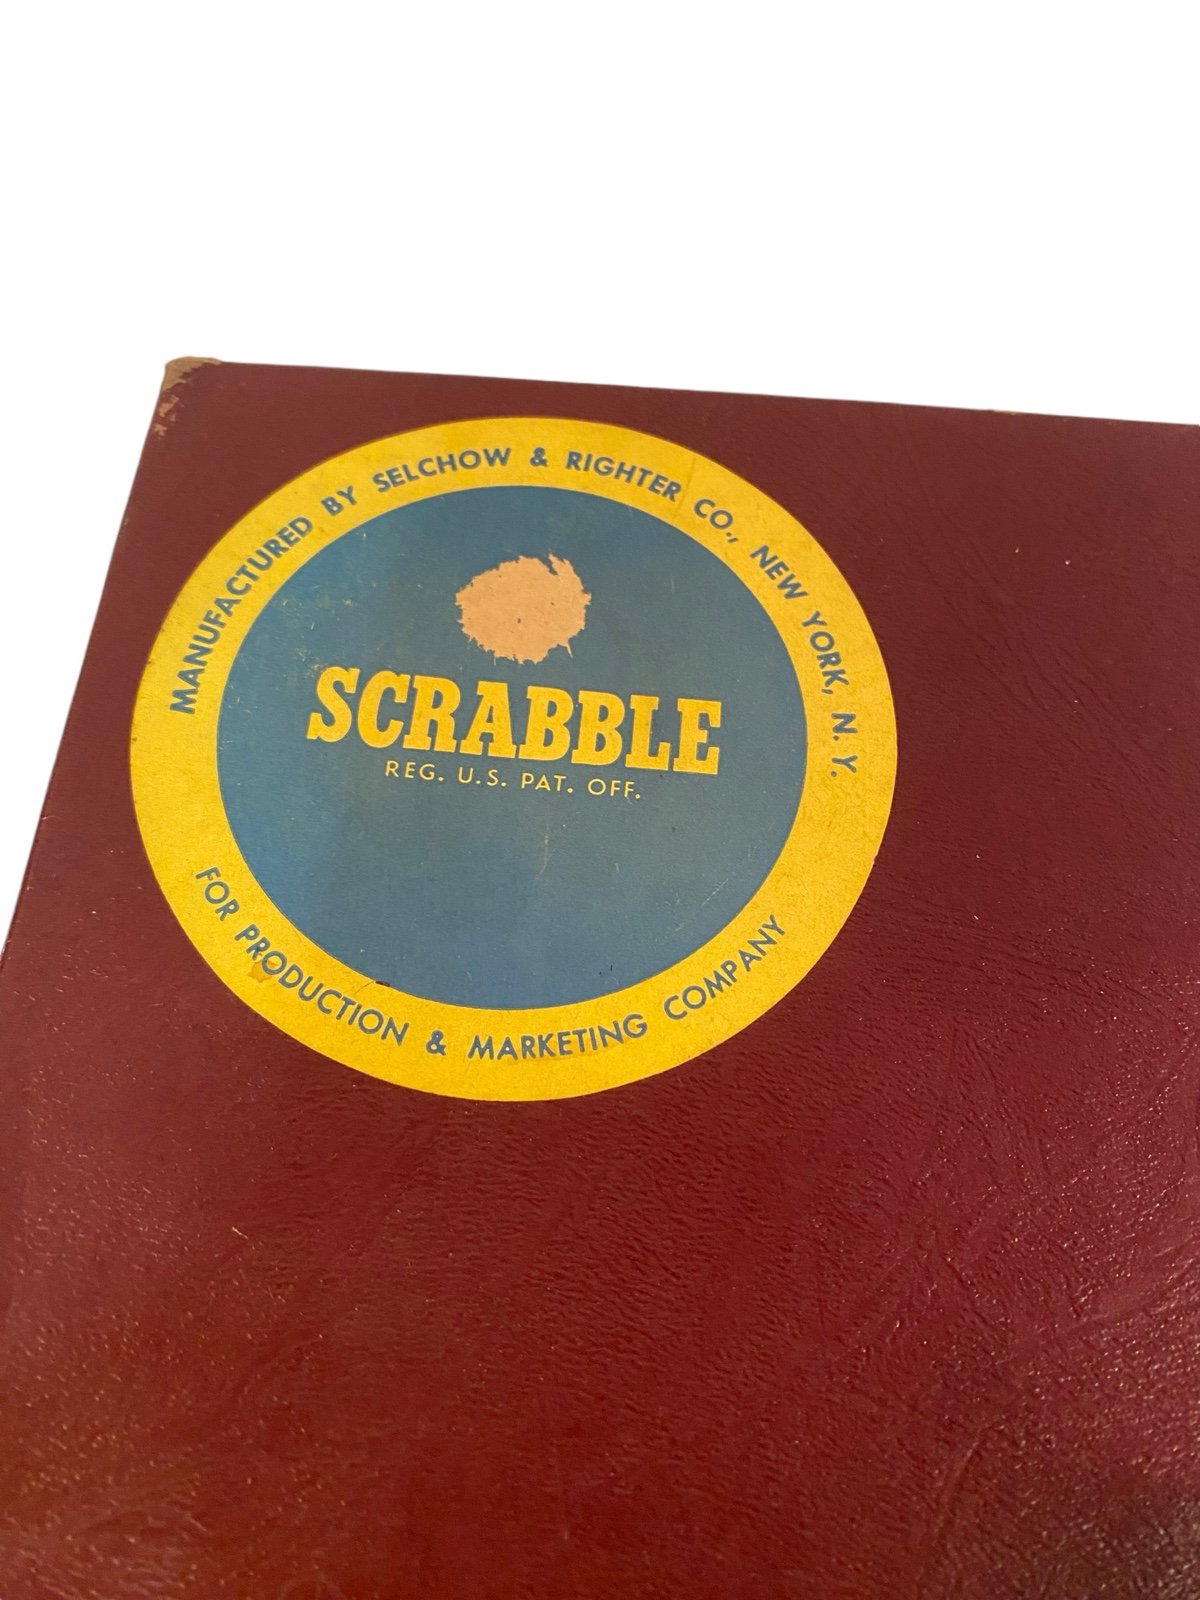 MANUFACTURED BY SELCHOW & RIGHTER CO., NEW YORK, N. Y.
SCRABBLE
REG. U.S. PAT. OFF.
FOR PRODUCTION & MARKETING COMPANY